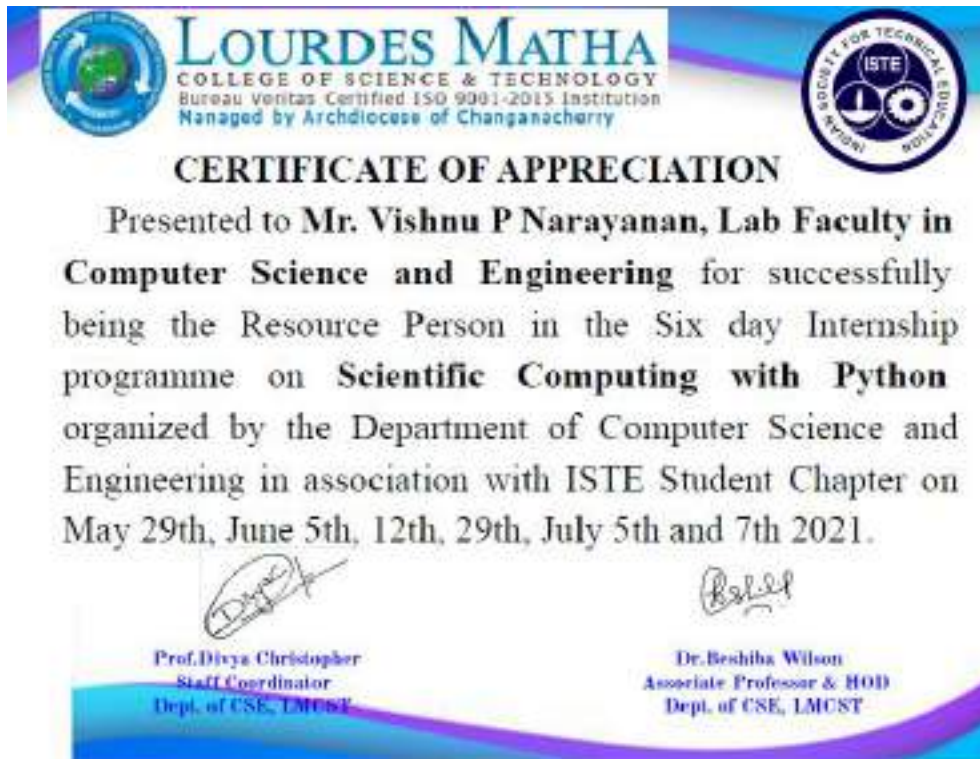 LOURDES MATHA
COLLEGE OF SCIENCE & TECHNOLOGY
Bureau Veritas Certified ISO 9001-2015 Institution
Managed by Archdiocese of Changanacherry
INDIAN SOCIETY FOR TECHNICAL EDUCATION
ISTE
CERTIFICATE OF APPRECIATION
Presented to Mr. Vishnu P Narayanan, Lab Faculty in
Computer Science and Engineering for successfully
being the Resource Person in the Six day Internship
programme on Scientific Computing with Python
organized by the Department of Computer Science and
Engineering in association with ISTE Student Chapter on
May 29th, June 5th, 12th, 29th, July 5th and 7th 2021.
Prof.Divya Christopher
Staff Coordinator
Dept. of CSE, LMCST
Dr.Beshiba Wilson
Associate Professor & HOD
Dept. of CSE, LMCST